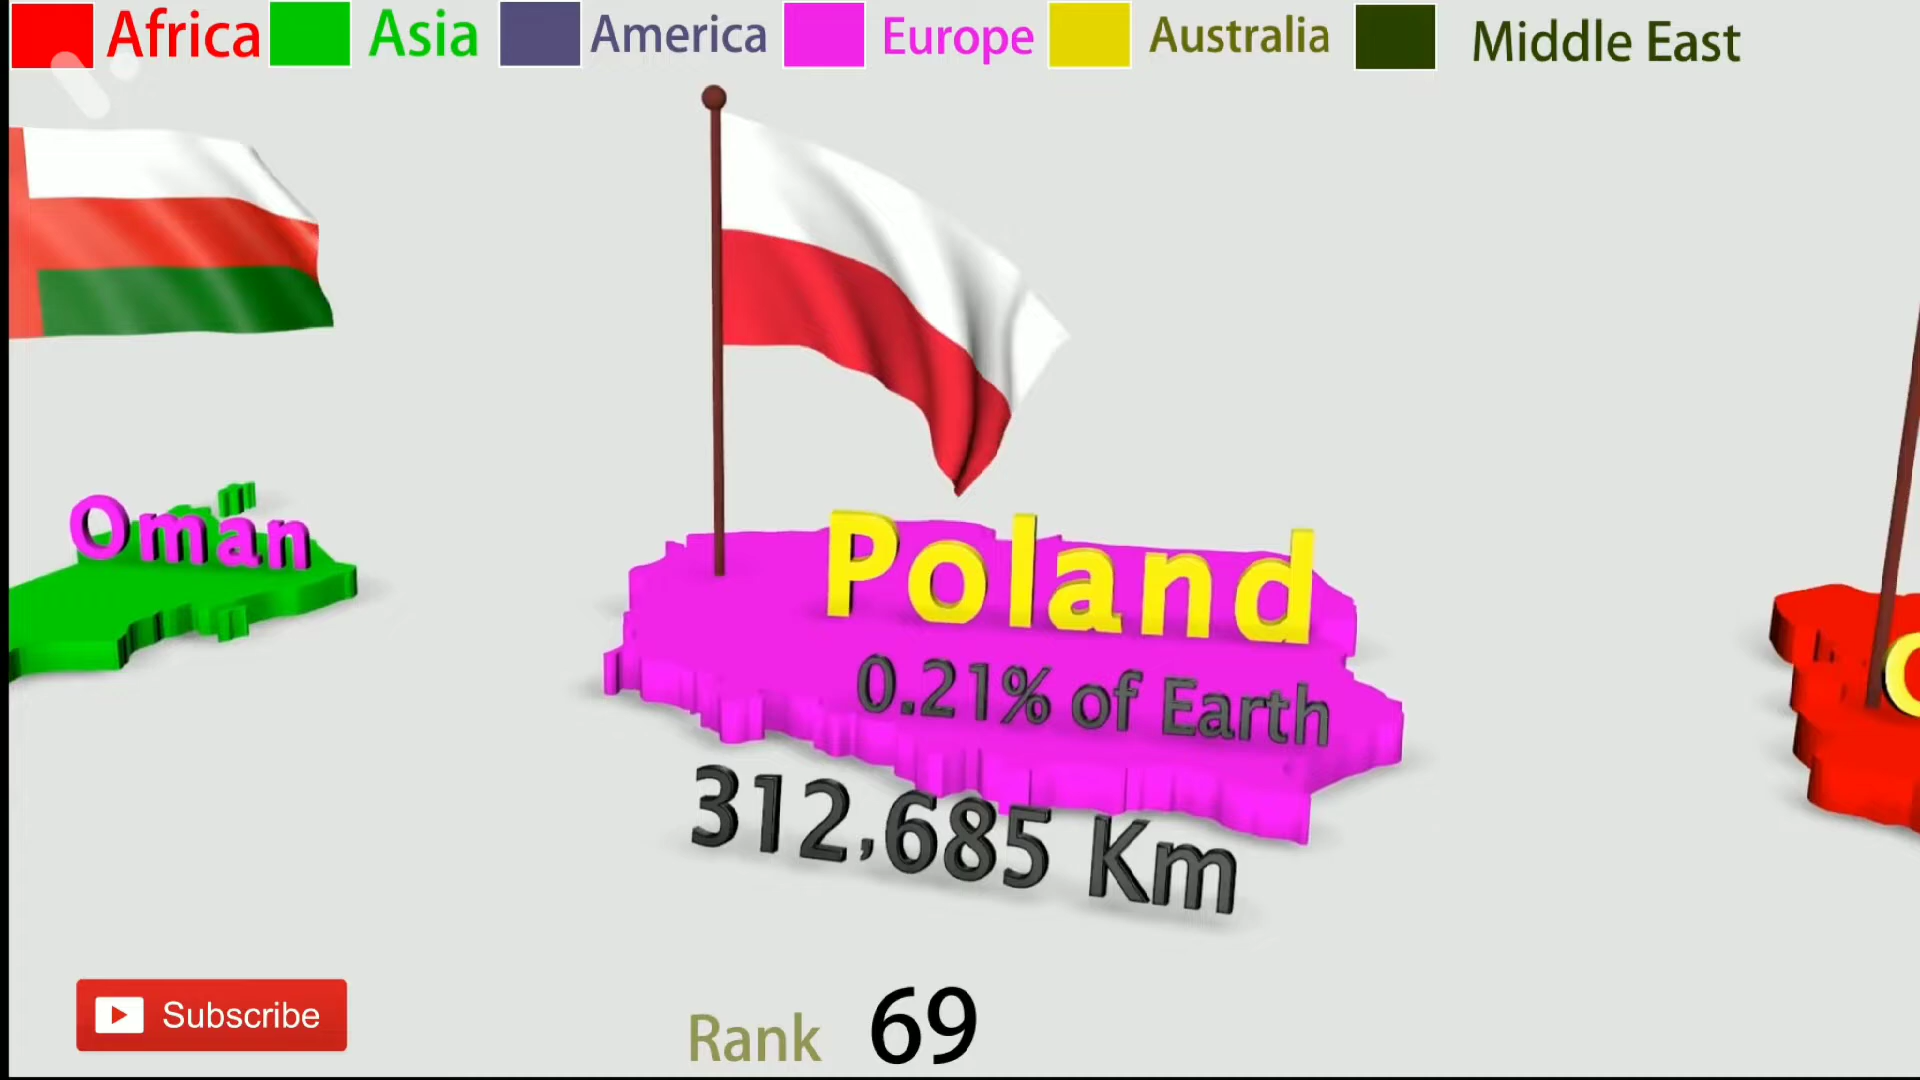 Africa Asia America Europe Australia Middle East
Oman
Poland
0.21% of Earth
312,685 Km
Subscribe
Rank 69